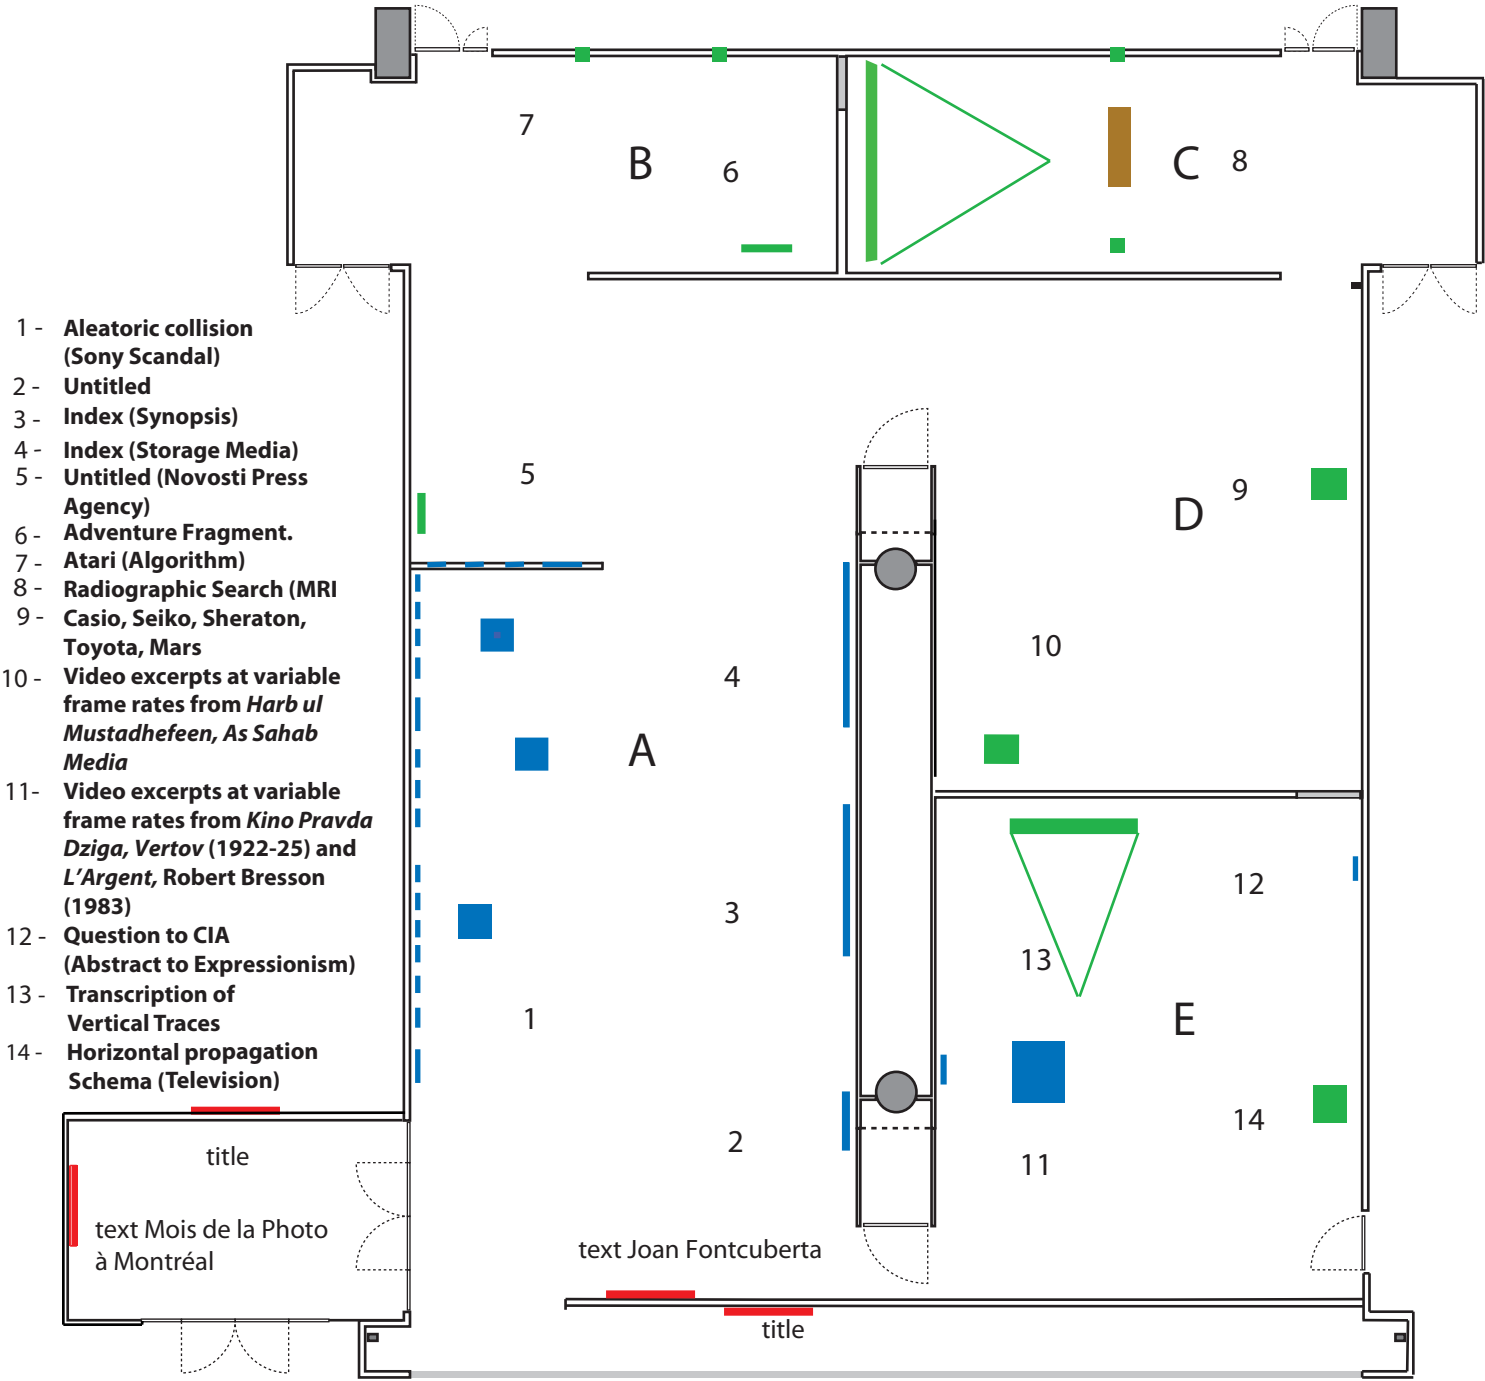 7
B
6
C
8
1 - Aleatoric collision
(Sony Scandal)
2 - Untitled
3 - Index (Synopsis)
4 - Index (Storage Media)
5 - Untitled (Novosti Press
Agency)
6 - Adventure Fragment.
7 - Atari (Algorithm)
8 - Radiographic Search (MRI
9 - Casio, Seiko, Sheraton,
Toyota, Mars
10 - Video excerpts at variable
frame rates from Harb ul
Mustadhefeen, As Sahab
Media
11- Video excerpts at variable
frame rates from Kino Pravda
Dziga, Vertov (1922-25) and
L’Argent, Robert Bresson
(1983)
12 - Question to CIA
(Abstract to Expressionism)
13 - Transcription of
Vertical Traces
14 - Horizontal propagation
Schema (Television)
5
9
D
10
4
A
12
3
13
1
E
14
2
11
title
text Mois de la Photo
à Montréal
text Joan Fontcuberta
title